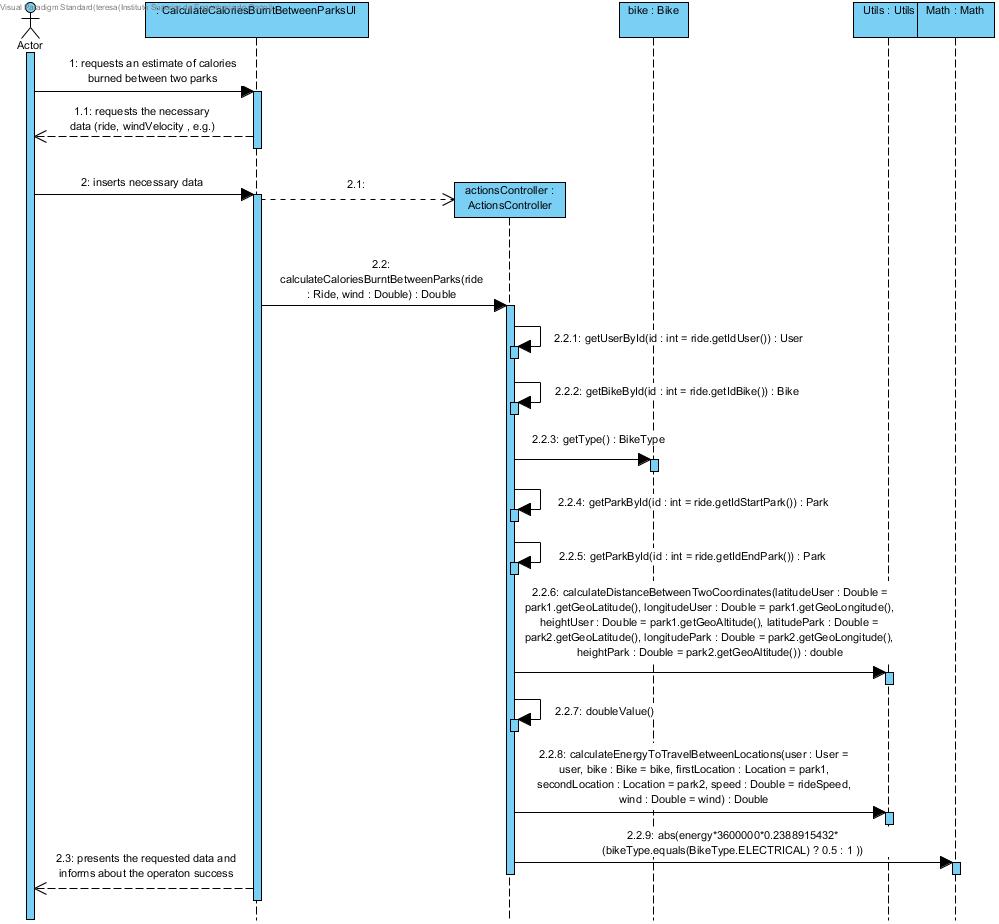 Visual Paradigm Standard(teresa(Institute
: CalculateCaloriesBurntBetweenParksUI
bike : Bike
Utils : Utils
Math : Math
Actor
1: requests an estimate of calories
burned between two parks
1.1: requests the necessary
data (ride, windVelocity , e.g.)
2: inserts necessary data
2.1:
actionsController :
ActionsController
2.2:
calculateCaloriesBurntBetweenParks(ride
: Ride, wind : Double) : Double
2.2.1: getUserById(id : int = ride.getIdUser()) : User
2.2.2: getBikeById(id : int = ride.getIdBike()) : Bike
2.2.3: getType() : BikeType
2.2.4: getParkById(id : int = ride.getIdStartPark()) : Park
2.2.5: getParkById(id : int = ride.getIdEndPark()) : Park
2.2.6: calculateDistanceBetweenTwoCoordinates(latitudeUser : Double =
park1.getGeoLatitude(), longitudeUser : Double = park1.getGeoLongitude(),
heightUser : Double = park1.getGeoAltitude(), latitudePark : Double =
park2.getGeoLatitude(), longitudePark : Double = park2.getGeoLongitude(),
heightPark : Double = park2.getGeoAltitude()) : double
2.2.7: doubleValue()
2.2.8: calculateEnergyToTravelBetweenLocations(user : User =
user, bike : Bike = bike, firstLocation : Location = park1,
secondLocation : Location = park2, speed : Double = rideSpeed,
wind : Double = wind) : Double
2.2.9: abs(energy*3600000*0.2388915432*
(bikeType.equals(BikeType.ELECTRICAL) ? 0.5 : 1 ))
2.3: presents the requested data and
informs about the operaton success